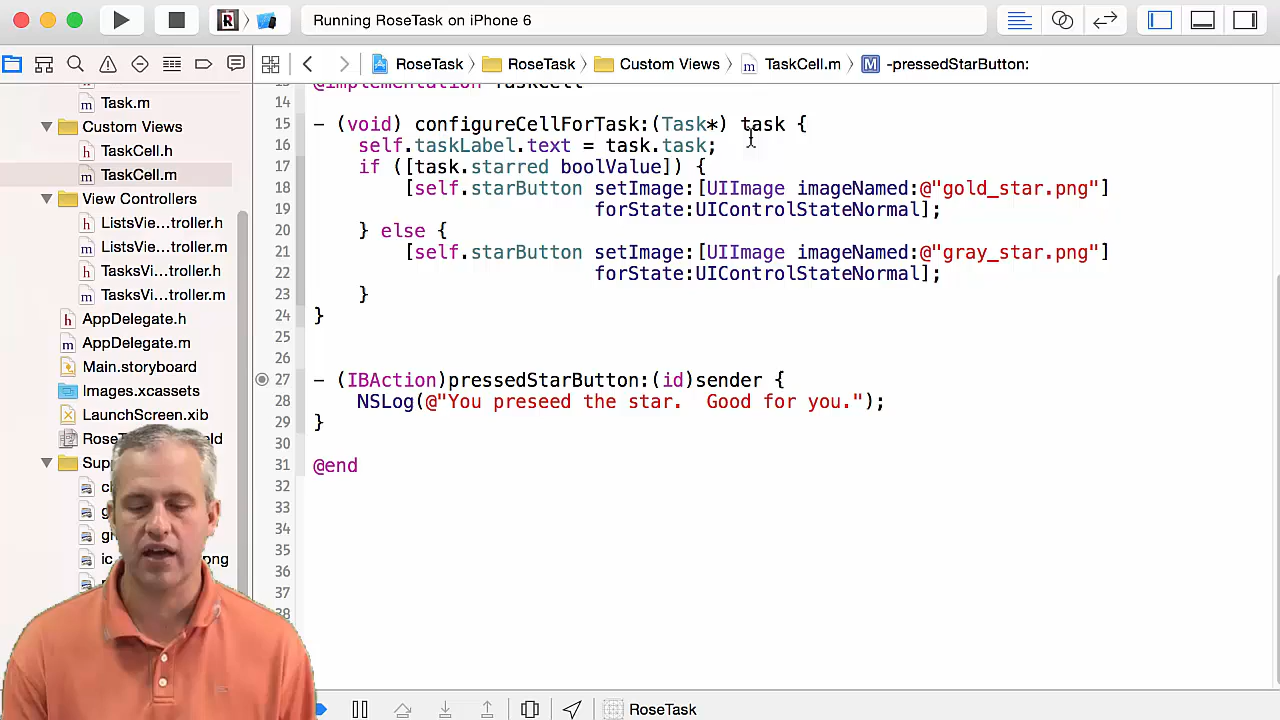 Running RoseTask on iPhone 6
RoseTask
RoseTask
Custom Views
TaskCell.m
M
-pressedStarButton:
Task.m
Custom Views
TaskCell.h
TaskCell.m
View Controllers
ListsVie...troller.h
ListsVie...troller.m
TasksVi...troller.h
TasksVi...troller.m
AppDelegate.h
AppDelegate.m
Main.storyboard
Images.xcassets
LaunchScreen.xib
14
15 - (void) configureCellForTask:(Task*) task {
16 self.taskLabel.text = task.task;
17 if ([task.starred boolValue]) {
18 [self.starButton setImage:[UIImage imageNamed:@"gold_star.png"]
19 forState:UIControlStateNormal];
20 } else {
21 [self.starButton setImage:[UIImage imageNamed:@"gray_star.png"]
22 forState:UIControlStateNormal];
23 }
24 }
25
26
27 - (IBAction)pressedStarButton:(id)sender {
28 NSLog(@"You preseed the star.  Good for you.");
29 }
30
31 @end
32
33
34
35
36
37
38
RoseTask